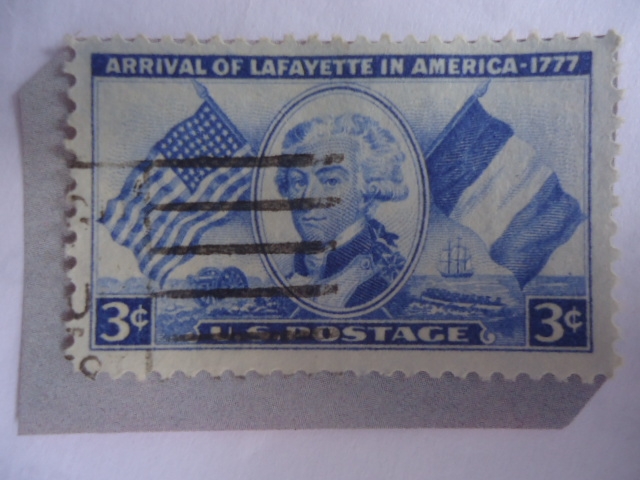 ARRIVAL OF LAFAYETTE IN AMERICA-1777
3¢ U.S. POSTAGE 3¢